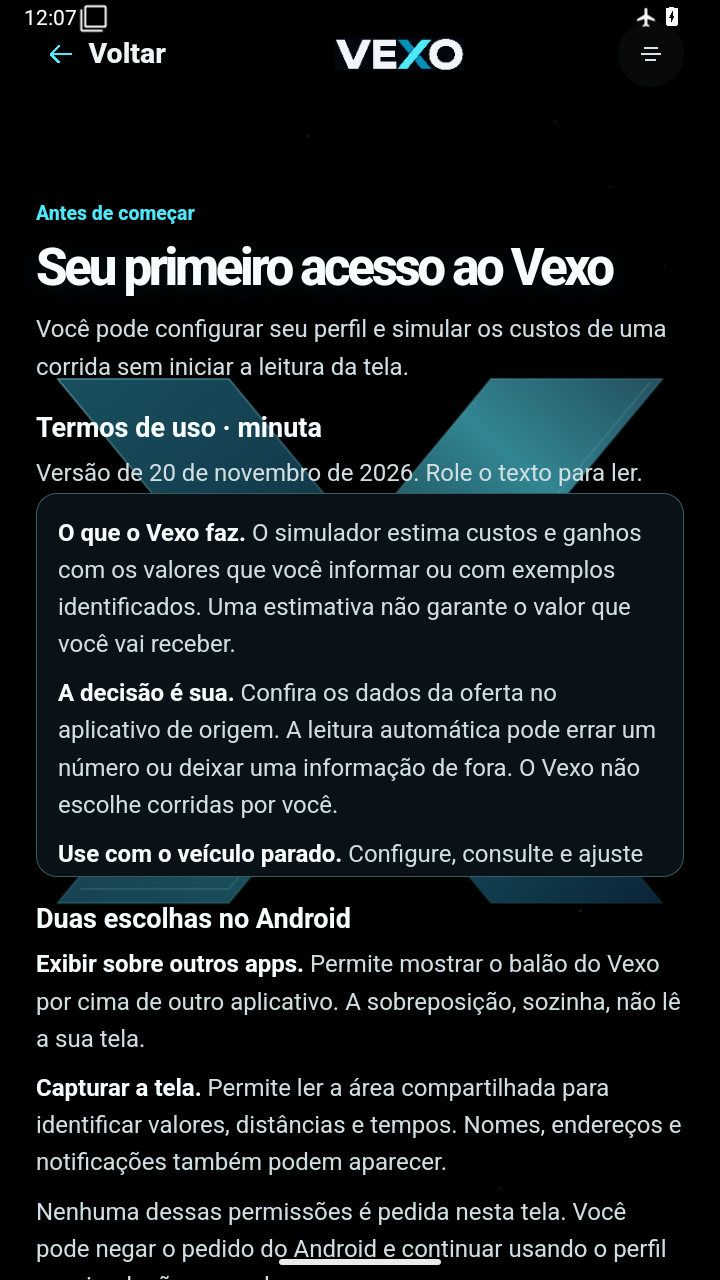 12:07
Voltar
VEXO
Antes de começar
Seu primeiro acesso ao Vexo
Você pode configurar seu perfil e simular os custos de uma
corrida sem iniciar a leitura da tela.
Termos de uso · minuta
Versão de 20 de novembro de 2026. Role o texto para ler.
O que o Vexo faz. O simulador estima custos e ganhos
com os valores que você informar ou com exemplos
identificados. Uma estimativa não garante o valor que
você vai receber.
A decisão é sua. Confira os dados da oferta no
aplicativo de origem. A leitura automática pode errar um
número ou deixar uma informação de fora. O Vexo não
escolhe corridas por você.
Use com o veículo parado. Configure, consulte e ajuste
Duas escolhas no Android
Exibir sobre outros apps. Permite mostrar o balão do Vexo
por cima de outro aplicativo. A sobreposição, sozinha, não lê
a sua tela.
Capturar a tela. Permite ler a área compartilhada para
identificar valores, distâncias e tempos. Nomes, endereços e
notificações também podem aparecer.
Nenhuma dessas permissões é pedida nesta tela. Você
pode negar o pedido do Android e continuar usando o perfil